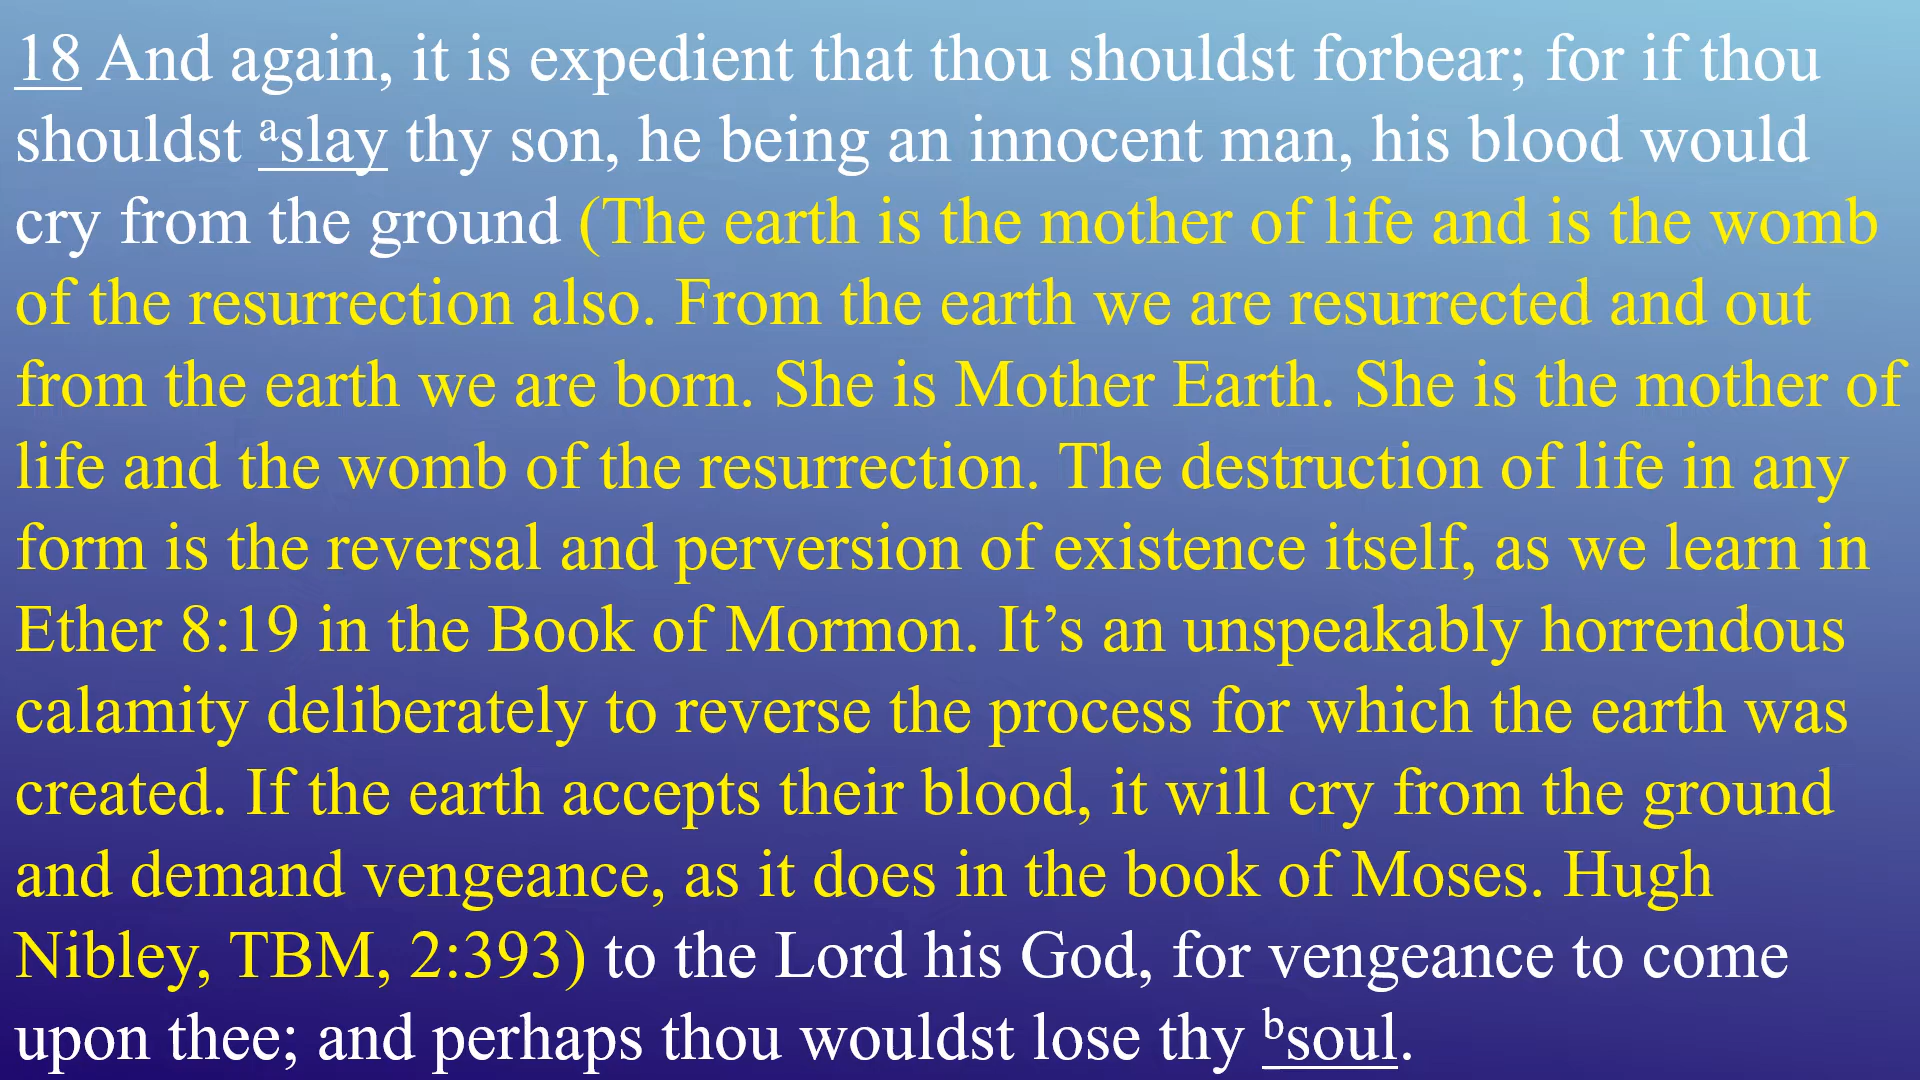 18 And again, it is expedient that thou shouldst forbear; for if thou
shouldst aslay thy son, he being an innocent man, his blood would
cry from the ground (The earth is the mother of life and is the womb
of the resurrection also. From the earth we are resurrected and out
from the earth we are born. She is Mother Earth. She is the mother of
life and the womb of the resurrection. The destruction of life in any
form is the reversal and perversion of existence itself, as we learn in
Ether 8:19 in the Book of Mormon. It’s an unspeakably horrendous
calamity deliberately to reverse the process for which the earth was
created. If the earth accepts their blood, it will cry from the ground
and demand vengeance, as it does in the book of Moses. Hugh
Nibley, TBM, 2:393) to the Lord his God, for vengeance to come
upon thee; and perhaps thou wouldst lose thy bsoul.